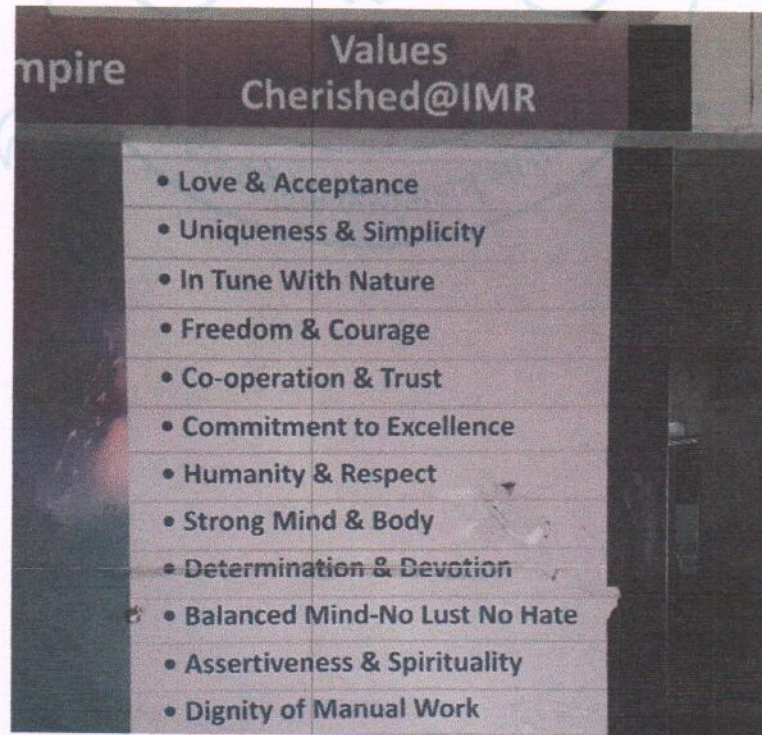 mpire
Values
Cherished@IMR
• Love & Acceptance
• Uniqueness & Simplicity
• In Tune With Nature
• Freedom & Courage
• Co-operation & Trust
• Commitment to Excellence
• Humanity & Respect
• Strong Mind & Body
• Determination & Devotion
• Balanced Mind-No Lust No Hate
• Assertiveness & Spirituality
• Dignity of Manual Work